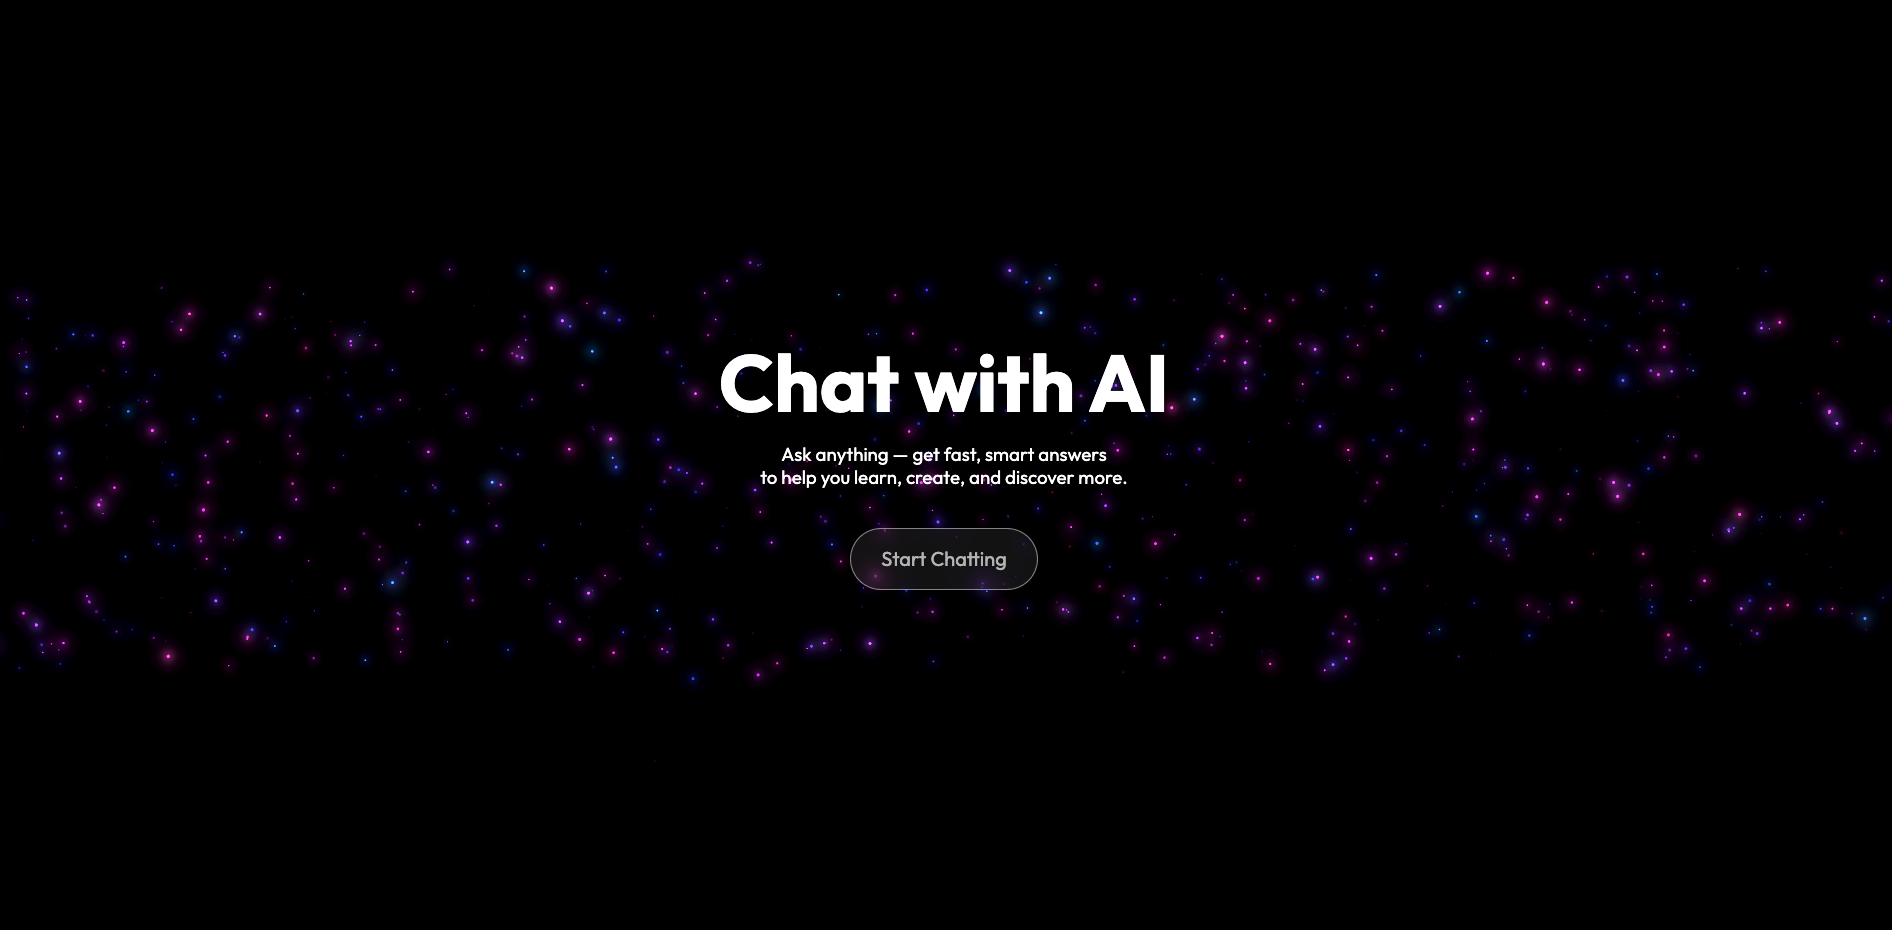 Chat with AI
Ask anything — get fast, smart answers
to help you learn, create, and discover more.
Start Chatting